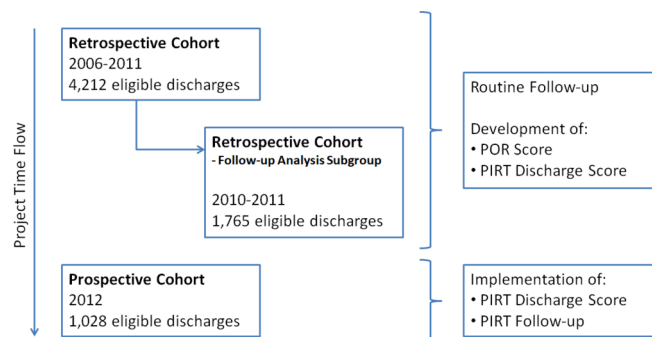 Project Time Flow
Retrospective Cohort
2006-2011
4,212 eligible discharges
Retrospective Cohort
- Follow-up Analysis Subgroup
2010-2011
1,765 eligible discharges
Routine Follow-up
Development of:
• POR Score
• PIRT Discharge Score
Prospective Cohort
2012
1,028 eligible discharges
Implementation of:
• PIRT Discharge Score
• PIRT Follow-up